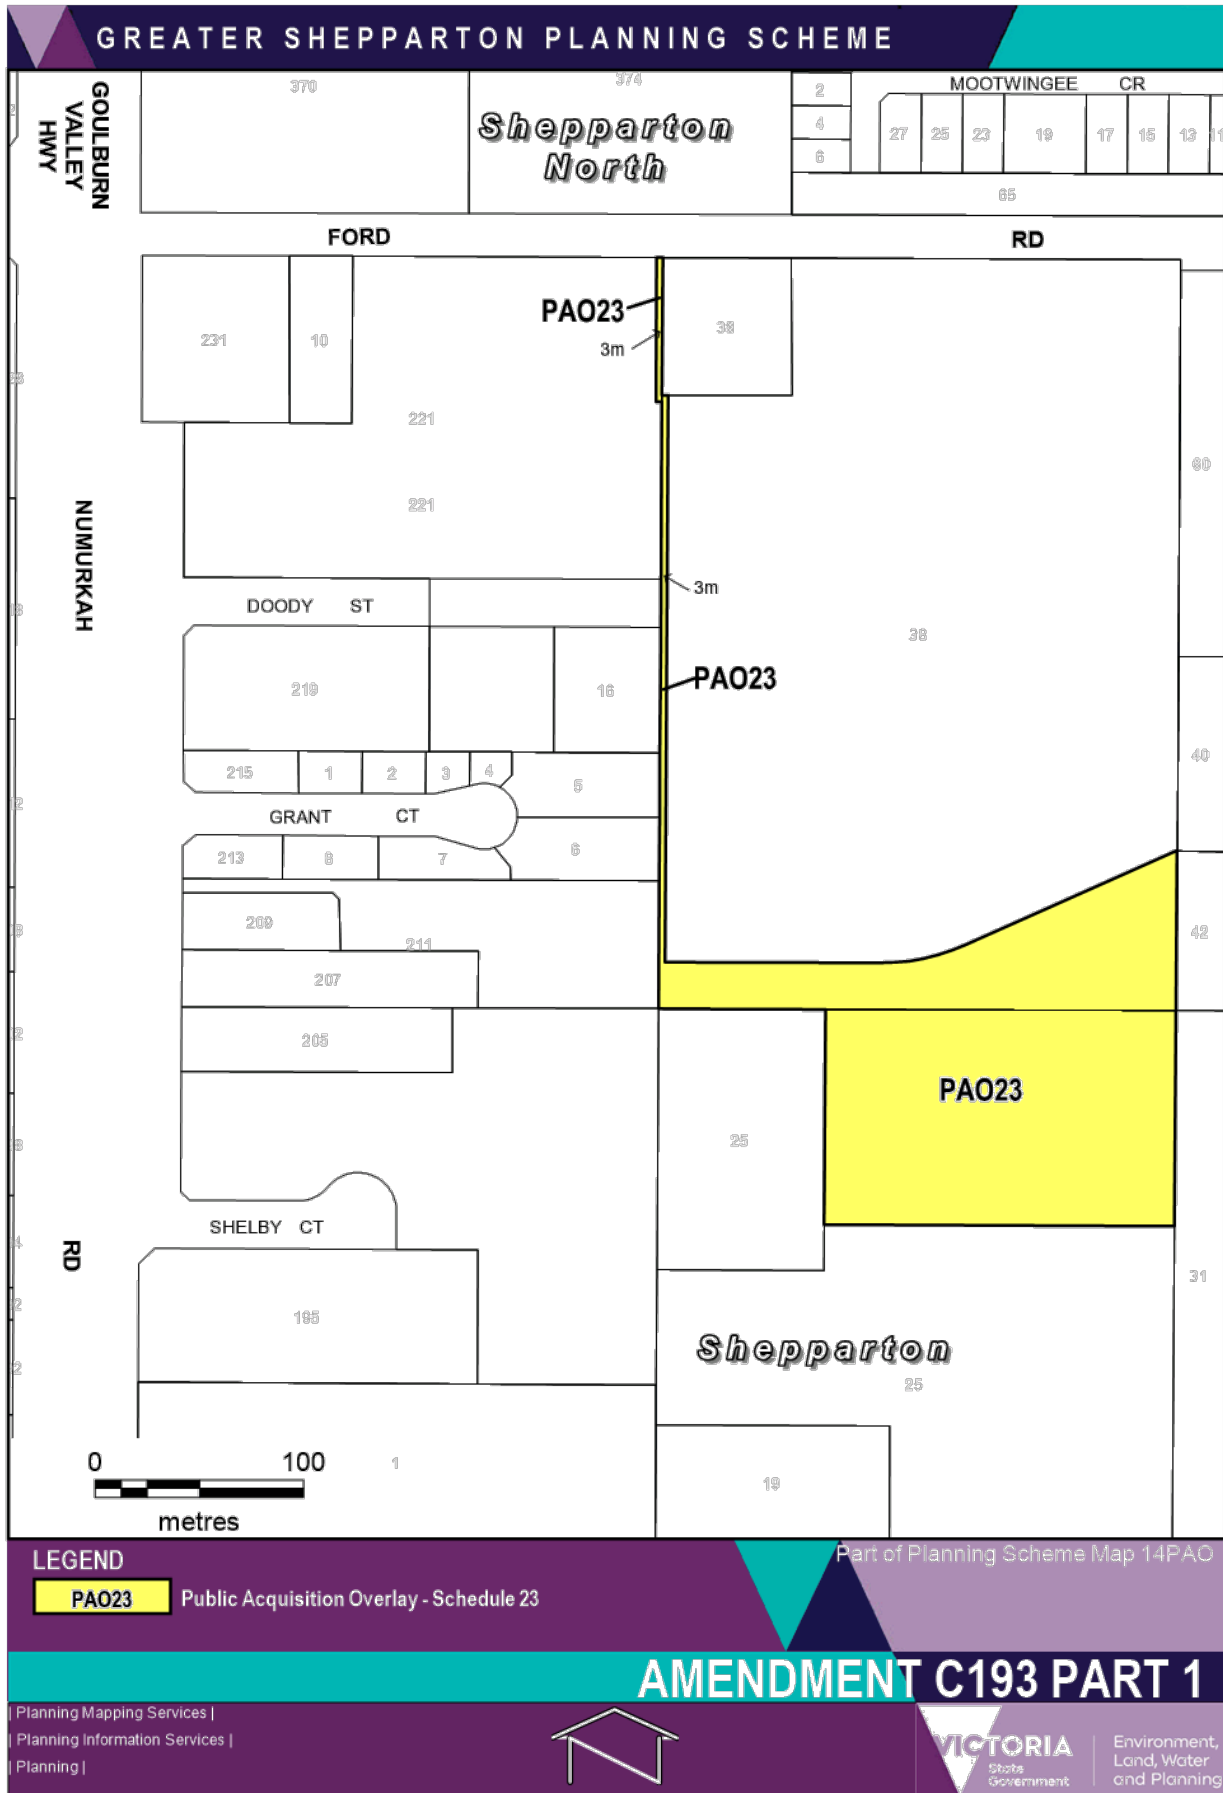 GREATER SHEPPARTON PLANNING SCHEME
GOULBURN
VALLEY
HWY
370
374
Shepparton
North
2
4
6
MOOTWINGEE CR
27
25
23
19
17
15
13
11
65
FORD
RD
231
10
PAO23
3m
38
221
221
60
NUMURKAH
DOODY ST
3m
38
219
16
PAO23
215
1
2
3
4
5
40
GRANT CT
213
8
7
6
209
211
42
207
205
PAO23
25
SHELBY CT
RD
31
195
Shepparton
25
0 100
metres
1
19
LEGEND
PAO23 Public Acquisition Overlay - Schedule 23
Part of Planning Scheme Map 14PAO
AMENDMENT C193 PART 1
| Planning Mapping Services |
| Planning Information Services |
| Planning |
VICTORIA
State
Government
Environment,
Land, Water
and Planning